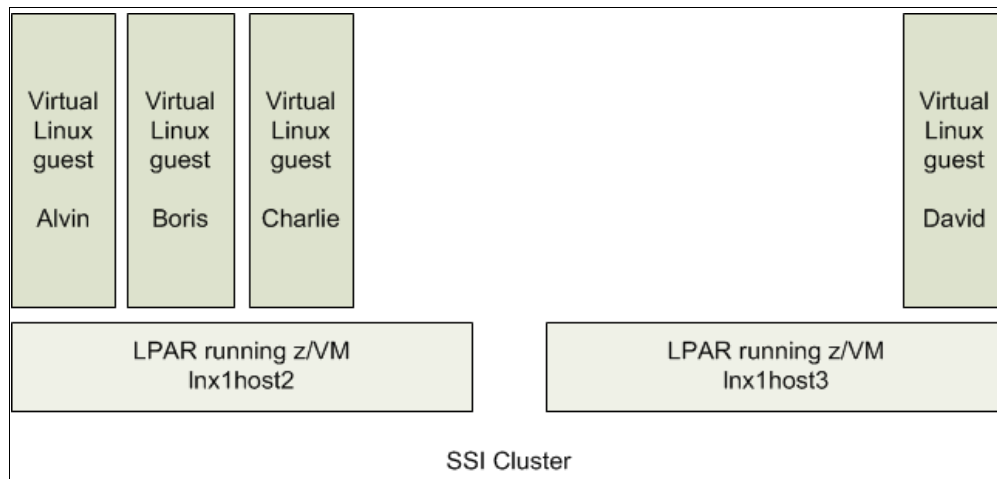 Virtual
Linux
guest
Alvin
Virtual
Linux
guest
Boris
Virtual
Linux
guest
Charlie
Virtual
Linux
guest
David
LPAR running z/VM
lnx1host2
LPAR running z/VM
lnx1host3
SSI Cluster